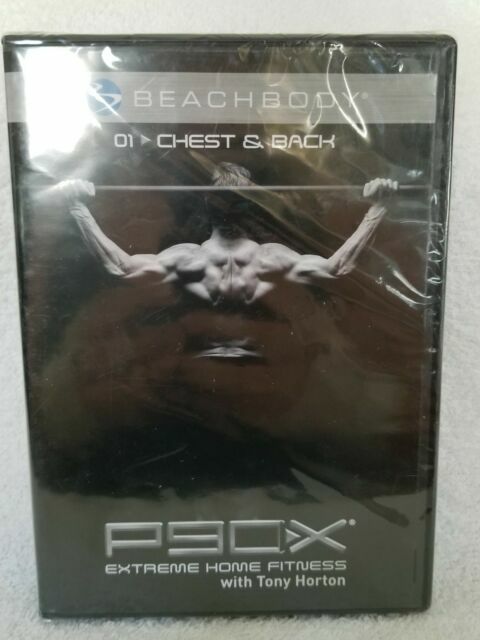 BEACHBODY®
01 ▸ CHEST & BACK
P90X®
EXTREME HOME FITNESS
with Tony Horton